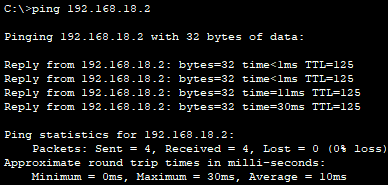 C:\>ping 192.168.18.2
Pinging 192.168.18.2 with 32 bytes of data:
Reply from 192.168.18.2: bytes=32 time<1ms TTL=125
Reply from 192.168.18.2: bytes=32 time<1ms TTL=125
Reply from 192.168.18.2: bytes=32 time=11ms TTL=125
Reply from 192.168.18.2: bytes=32 time=30ms TTL=125
Ping statistics for 192.168.18.2:
    Packets: Sent = 4, Received = 4, Lost = 0 (0% loss),
Approximate round trip times in milli-seconds:
    Minimum = 0ms, Maximum = 30ms, Average = 10ms